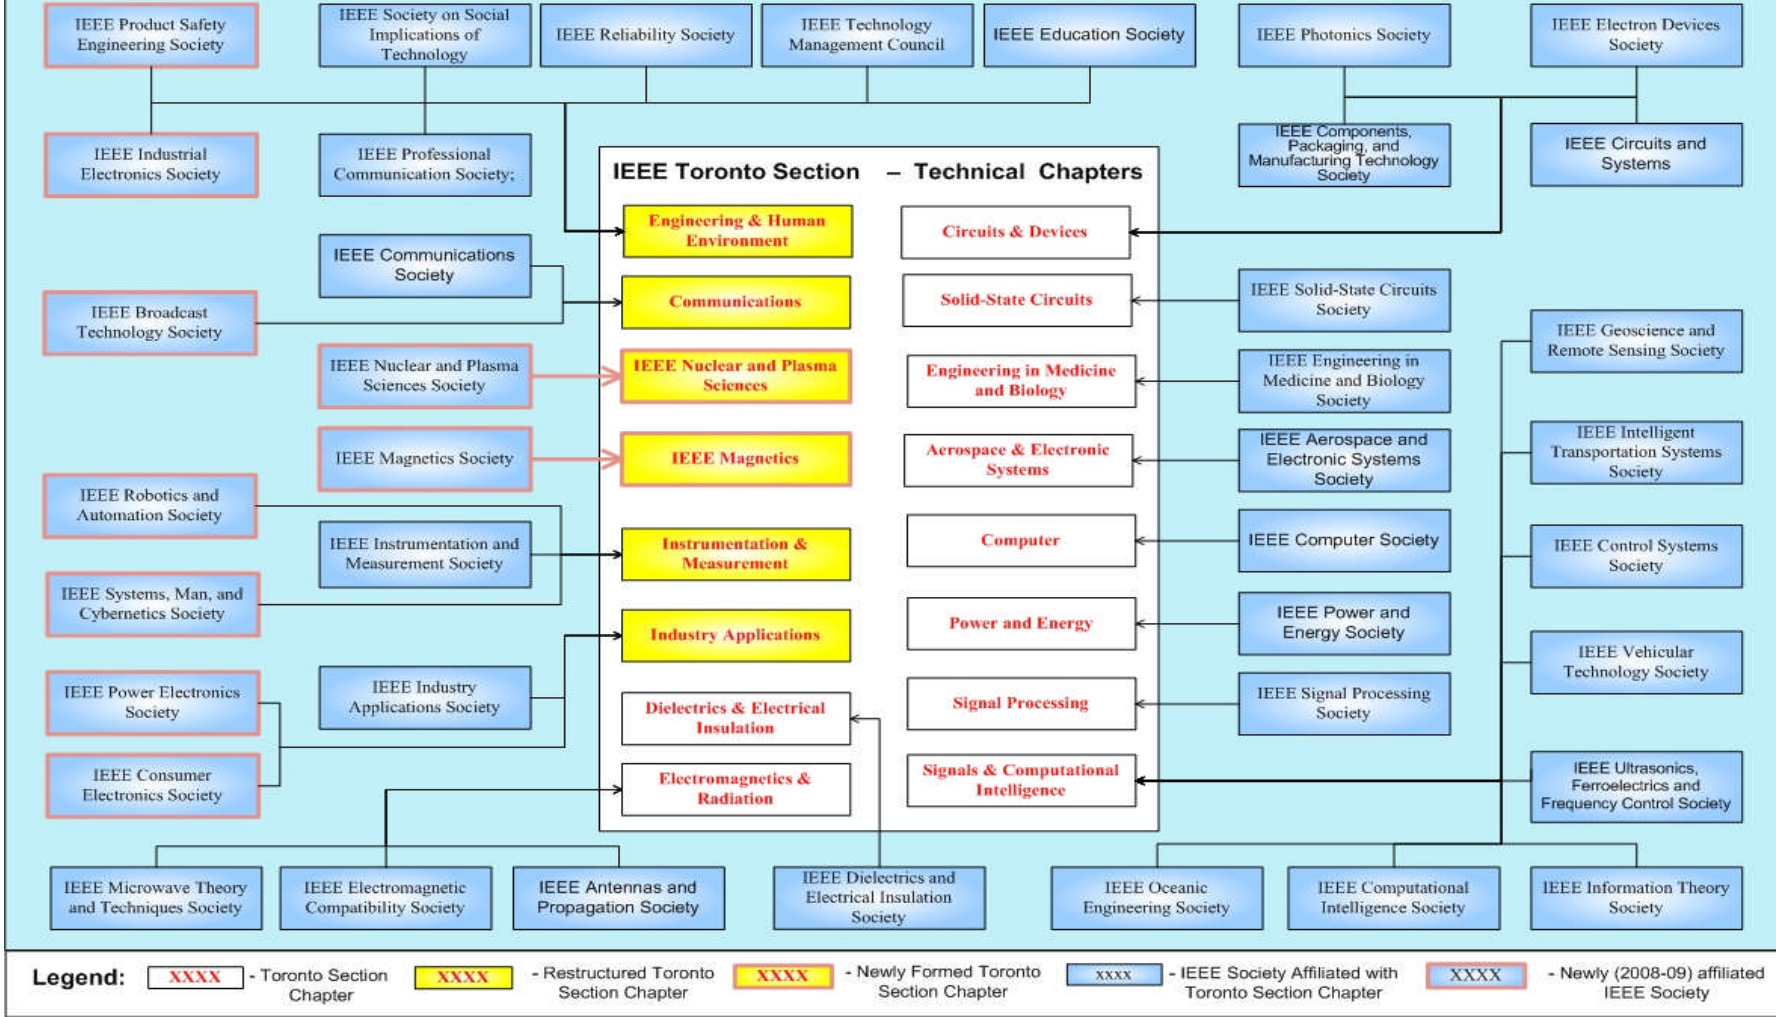 IEEE Product Safety
Engineering Society
IEEE Society on Social
Implications of
Technology
IEEE Reliability Society
IEEE Technology
Management Council
IEEE Education Society
IEEE Photonics Society
IEEE Electron Devices
Society
IEEE Industrial
Electronics Society
IEEE Professional
Communication Society;
IEEE Components,
Packaging, and
Manufacturing Technology
Society
IEEE Circuits and
Systems
IEEE Toronto Section – Technical Chapters
Engineering & Human
Environment
Circuits & Devices
IEEE Communications
Society
IEEE Broadcast
Technology Society
Communications
Solid-State Circuits
IEEE Solid-State Circuits
Society
IEEE Geoscience and
Remote Sensing Society
IEEE Nuclear and Plasma
Sciences Society
IEEE Nuclear and Plasma
Sciences
Engineering in Medicine
and Biology
IEEE Engineering in
Medicine and Biology
Society
IEEE Magnetics Society
IEEE Magnetics
Aerospace & Electronic
Systems
IEEE Aerospace and
Electronic Systems
Society
IEEE Intelligent
Transportation Systems
Society
IEEE Robotics and
Automation Society
IEEE Instrumentation and
Measurement Society
Instrumentation &
Measurement
Computer
IEEE Computer Society
IEEE Control Systems
Society
IEEE Systems, Man, and
Cybernetics Society
Industry Applications
Power and Energy
IEEE Power and
Energy Society
IEEE Vehicular
Technology Society
IEEE Power Electronics
Society
IEEE Industry
Applications Society
Dielectrics & Electrical
Insulation
Signal Processing
IEEE Signal Processing
Society
IEEE Consumer
Electronics Society
Electromagnetics &
Radiation
Signals & Computational
Intelligence
IEEE Ultrasonics,
Ferroelectrics and
Frequency Control Society
IEEE Microwave Theory
and Techniques Society
IEEE Electromagnetic
Compatibility Society
IEEE Antennas and
Propagation Society
IEEE Dielectrics and
Electrical Insulation
Society
IEEE Oceanic
Engineering Society
IEEE Computational
Intelligence Society
IEEE Information Theory
Society
Legend:
XXXX
- Toronto Section
Chapter
XXXX
- Restructured Toronto
Section Chapter
XXXX
- Newly Formed Toronto
Section Chapter
XXXX
- IEEE Society Affiliated with
Toronto Section Chapter
XXXX
- Newly (2008-09) affiliated
IEEE Society